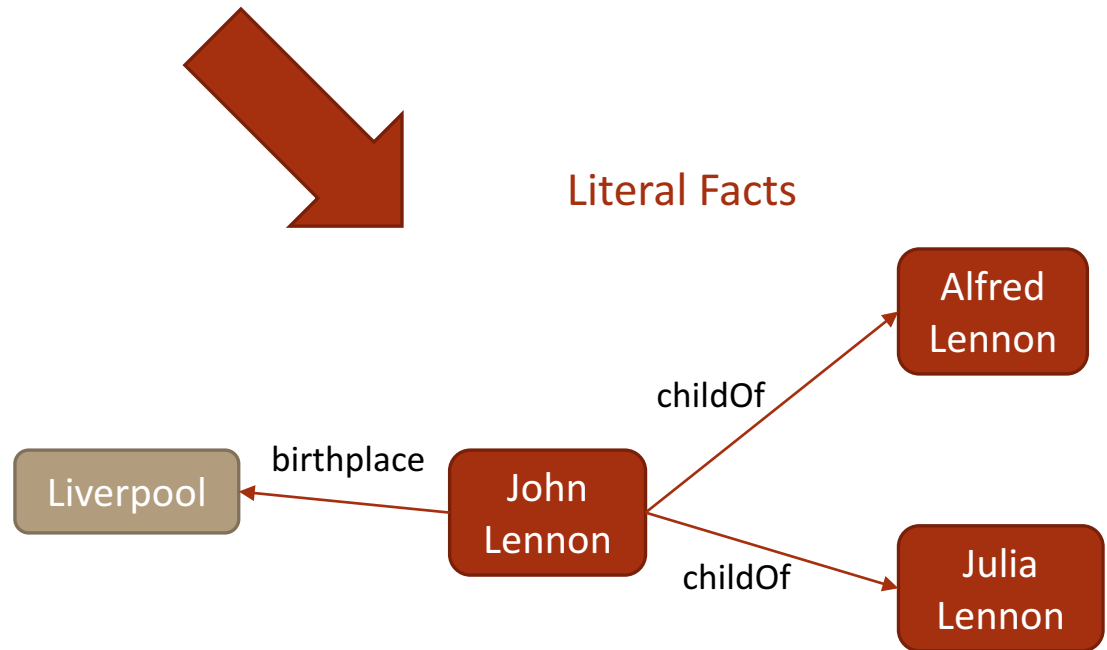 Literal Facts
Alfred
Lennon
childOf
birthplace
Liverpool
John
Lennon
childOf
Julia
Lennon